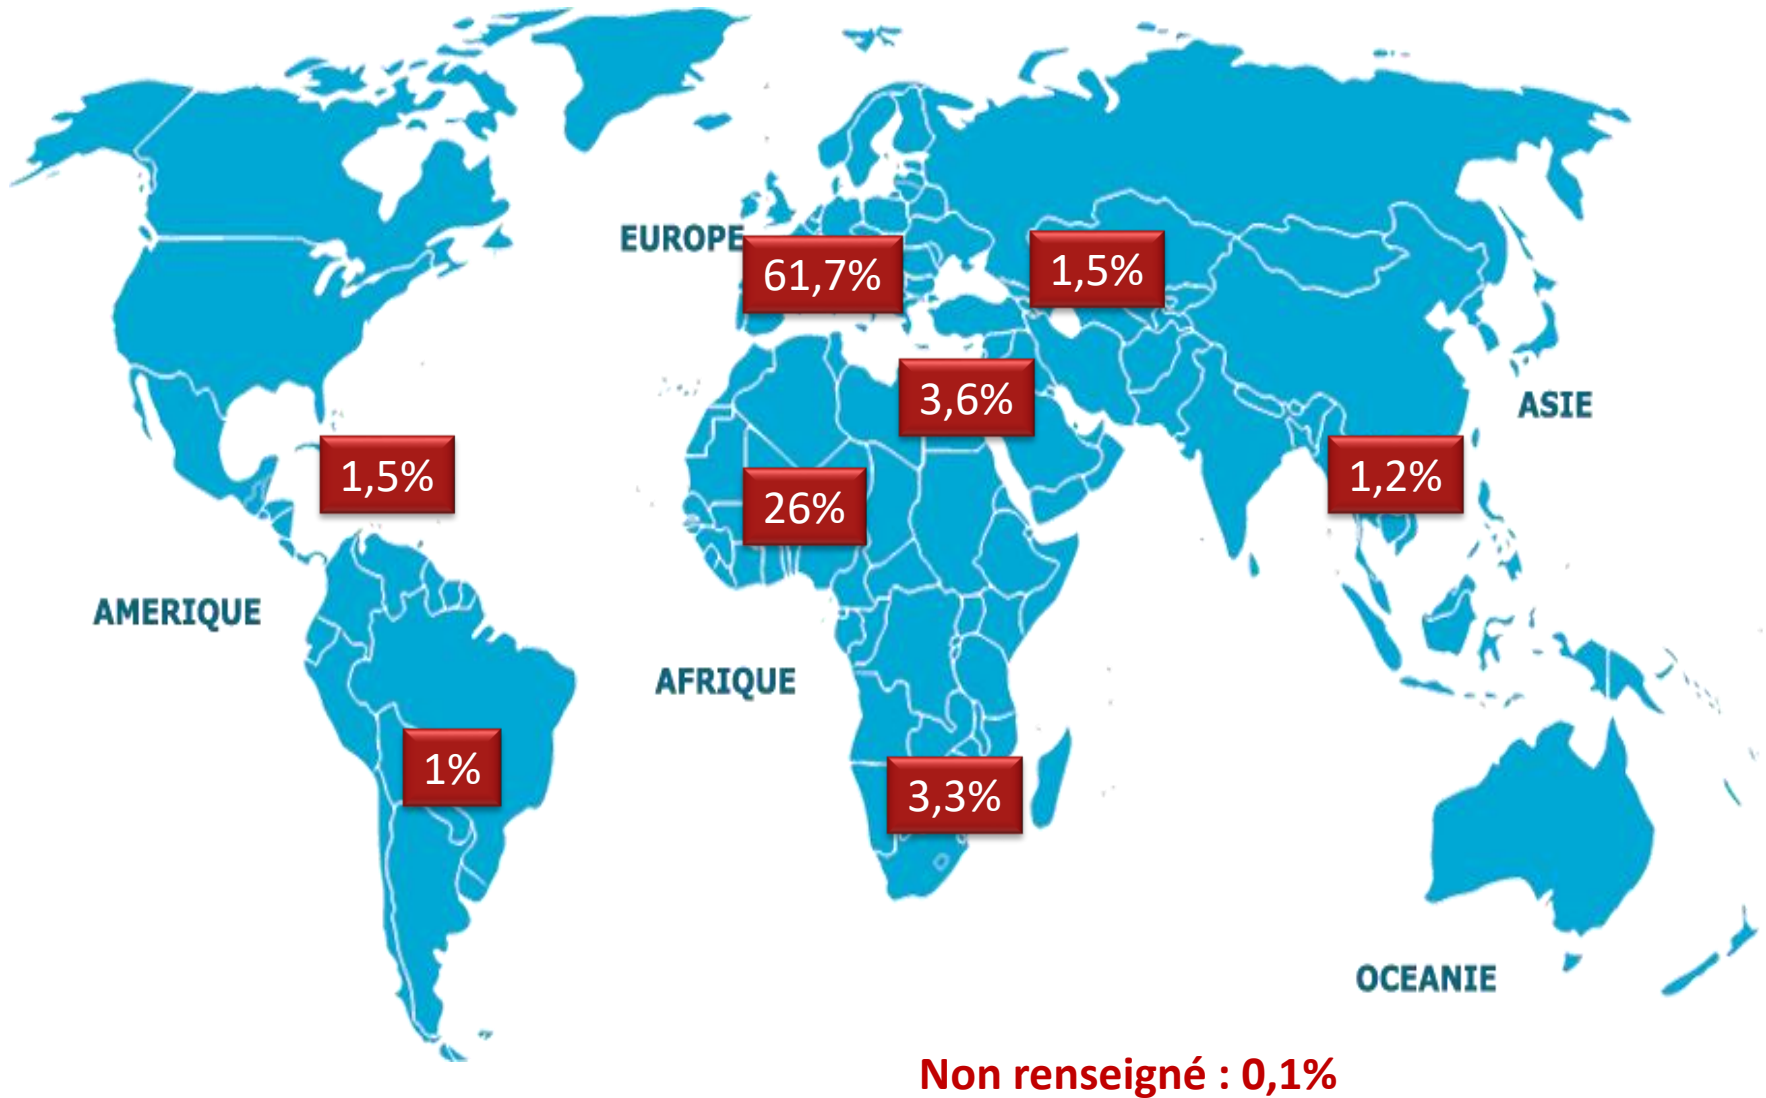 EUROPE
61,7%
1,5%
3,6%
ASIE
1,5%
1,2%
26%
AMERIQUE
AFRIQUE
1%
3,3%
OCEANIE
Non renseigné : 0,1%